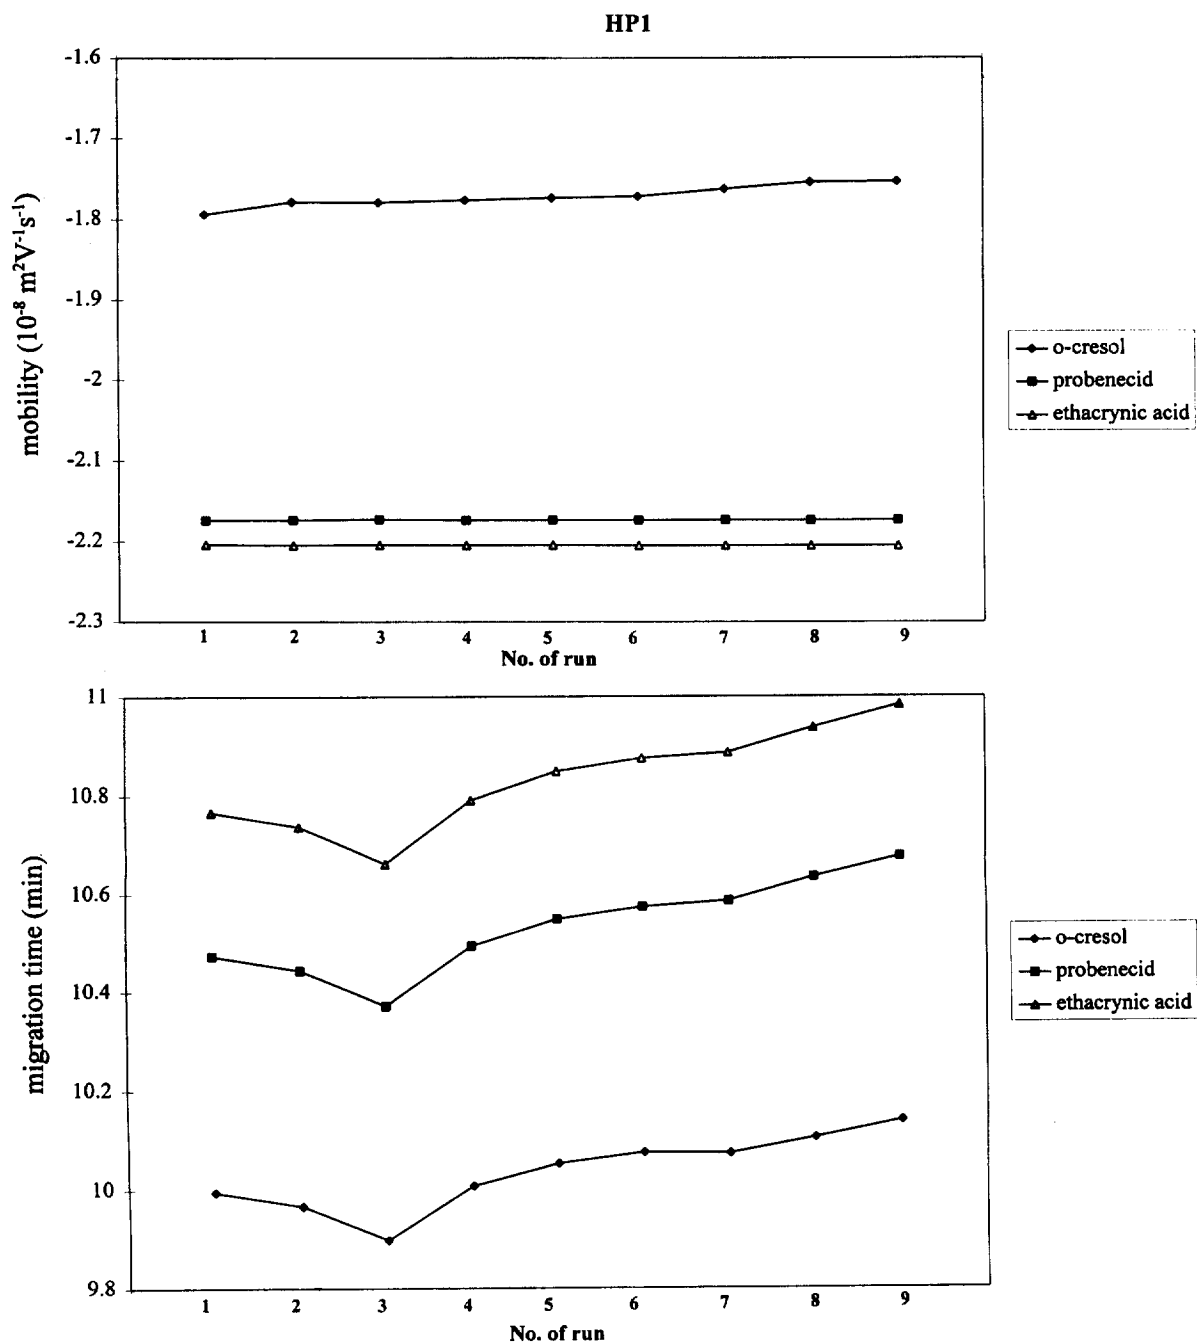 HP1
-1.6
-1.7
-1.8
-1.9
-2
-2.1
-2.2
-2.3
mobility (10⁻⁸ m²V⁻¹s⁻¹)
1 2 3 4 5 6 7 8 9
No. of run
o-cresol
probenecid
ethacrynic acid
11
10.8
10.6
10.4
10.2
10
9.8
migration time (min)
1 2 3 4 5 6 7 8 9
No. of run
o-cresol
probenecid
ethacrynic acid